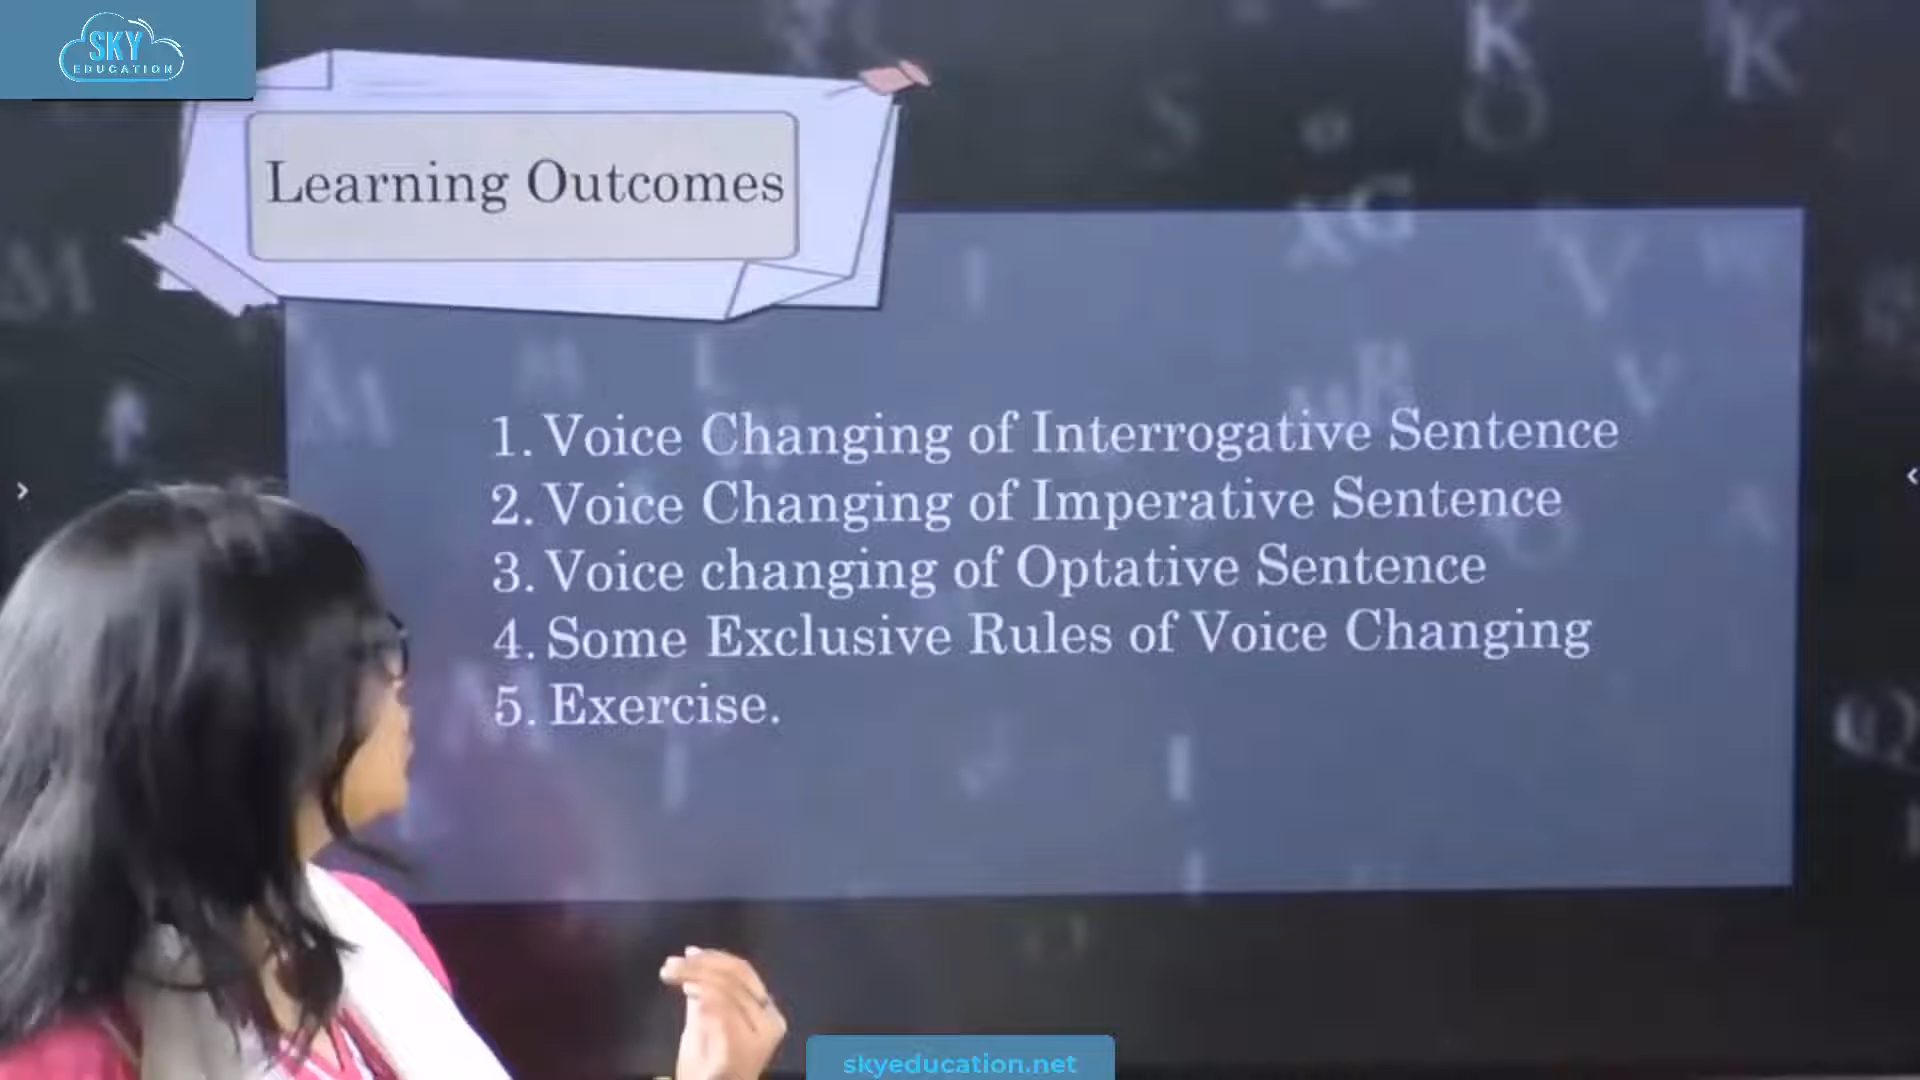 SKY
EDUCATION
Learning Outcomes
1. Voice Changing of Interrogative Sentence
2. Voice Changing of Imperative Sentence
3. Voice changing of Optative Sentence
4. Some Exclusive Rules of Voice Changing
5. Exercise.
skyeducation.net